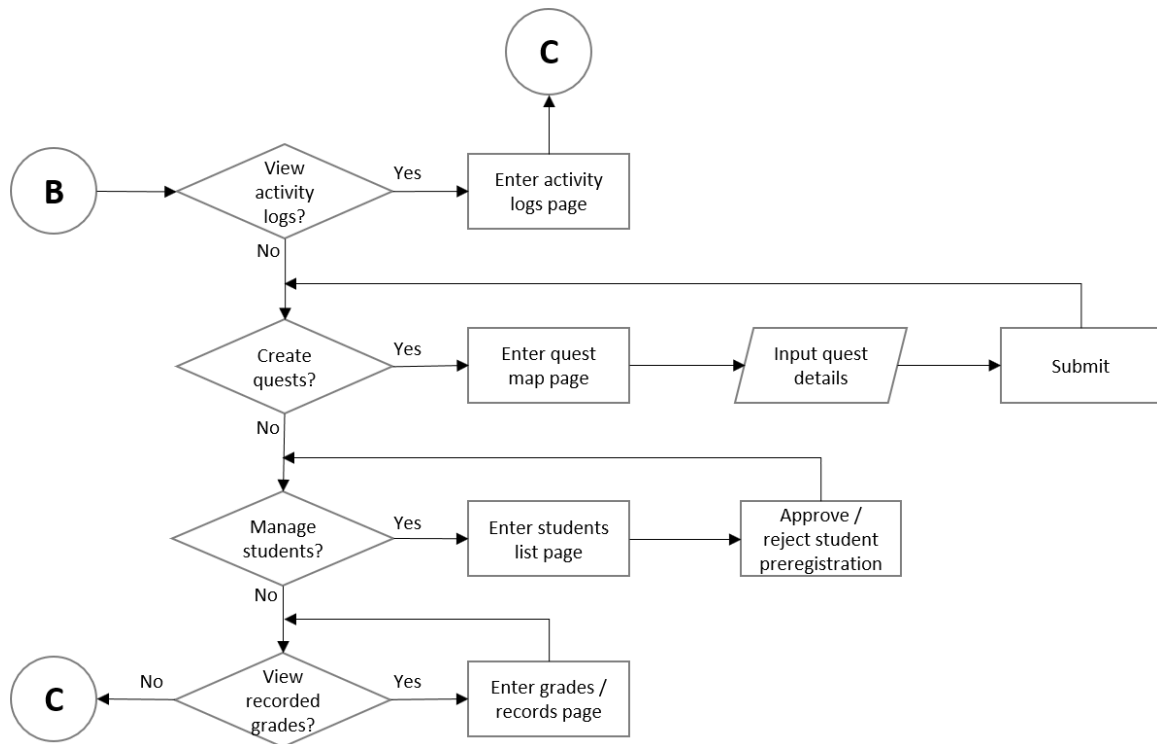 C
B
View
activity
logs?
Yes
Enter activity
logs page
No
Create
quests?
Yes
Enter quest
map page
Input quest
details
Submit
No
Manage
students?
Yes
Enter students
list page
Approve /
reject student
preregistration
No
C
No
View
recorded
grades?
Yes
Enter grades /
records page